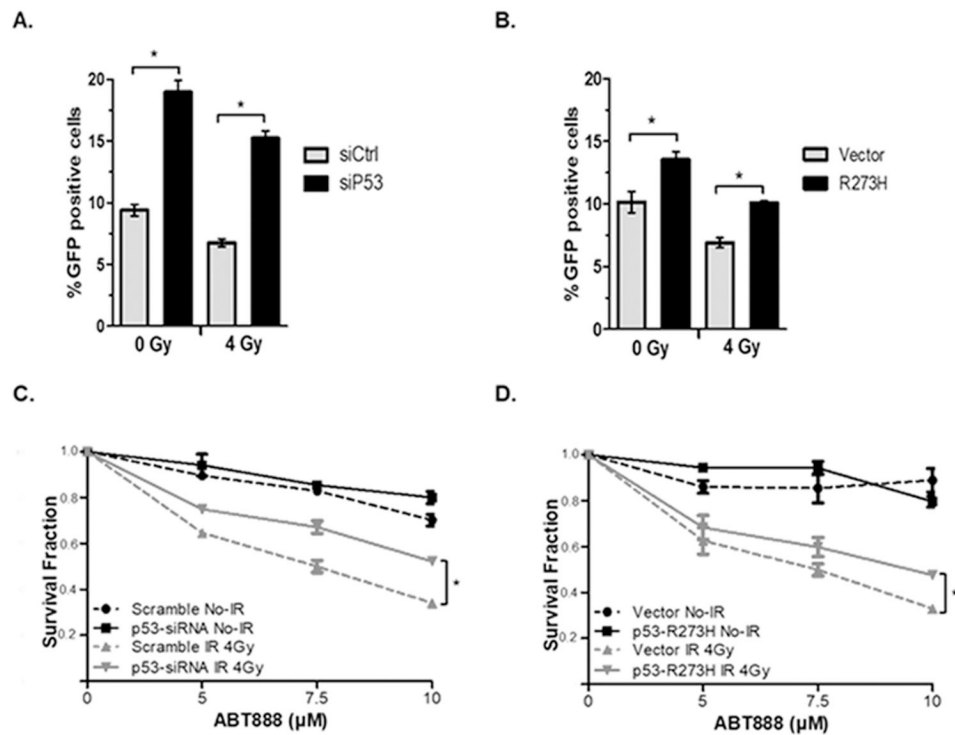 A.
*
*
20
15
10
5
0
% GFP positive cells
0 Gy
4 Gy
siCtrl
siP53
B.
*
*
20
15
10
5
0
% GFP positive cells
0 Gy
4 Gy
Vector
R273H
C.
1.0
0.8
0.6
0.4
0.2
Survival Fraction
*
Scramble No-IR
p53-siRNA No-IR
Scramble IR 4Gy
p53-siRNA IR 4Gy
0
5
7.5
10
ABT888 (µM)
D.
1.0
0.8
0.6
0.4
0.2
Survival Fraction
*
Vector No-IR
p53-R273H No-IR
Vector IR 4Gy
p53-R273H IR 4Gy
0
5
7.5
10
ABT888 (µM)